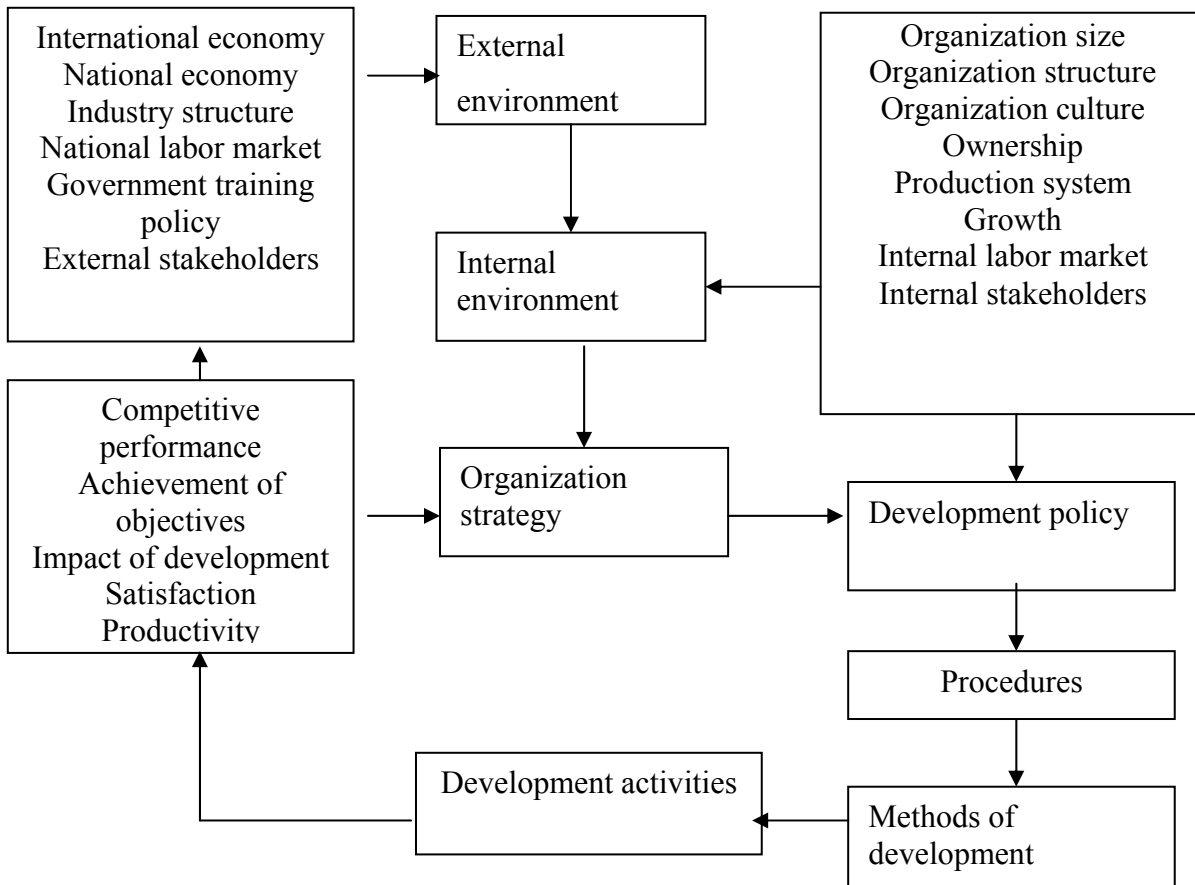 International economy
National economy
Industry structure
National labor market
Government training
policy
External stakeholders
External
environment
Organization size
Organization structure
Organization culture
Ownership
Production system
Growth
Internal labor market
Internal stakeholders
Internal
environment
Competitive
performance
Achievement of
objectives
Impact of development
Satisfaction
Productivity
Organization
strategy
Development policy
Procedures
Development activities
Methods of
development